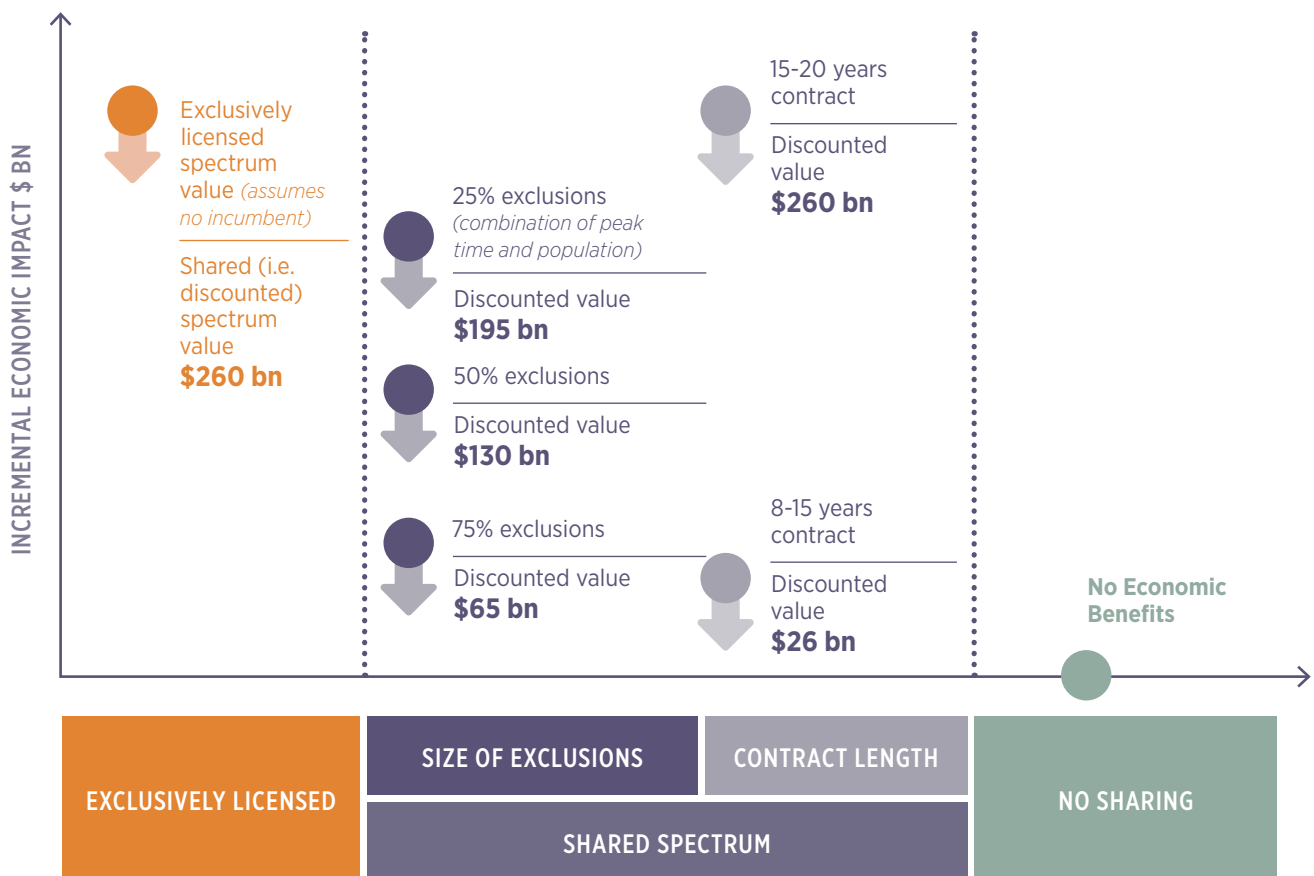 INCREMENTAL ECONOMIC IMPACT $ BN
Exclusively
licensed
spectrum
value (assumes
no incumbent)
Shared (i.e.
discounted)
spectrum
value
$260 bn
25% exclusions
(combination of peak
time and population)
Discounted value
$195 bn
50% exclusions
Discounted value
$130 bn
75% exclusions
Discounted value
$65 bn
15-20 years
contract
Discounted
value
$260 bn
8-15 years
contract
Discounted
value
$26 bn
No Economic
Benefits
EXCLUSIVELY LICENSED
SIZE OF EXCLUSIONS
CONTRACT LENGTH
SHARED SPECTRUM
NO SHARING